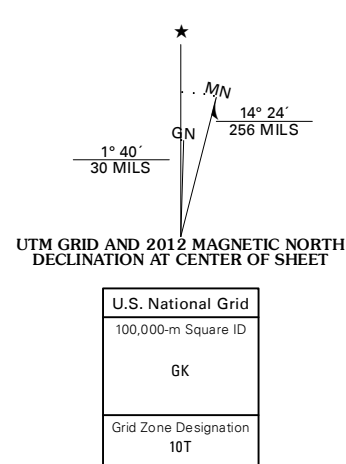 ★
MN
14° 24´
256 MILS
GN
1° 40´
30 MILS
UTM GRID AND 2012 MAGNETIC NORTH
DECLINATION AT CENTER OF SHEET
U.S. National Grid
100,000-m Square ID
GK
Grid Zone Designation
10T